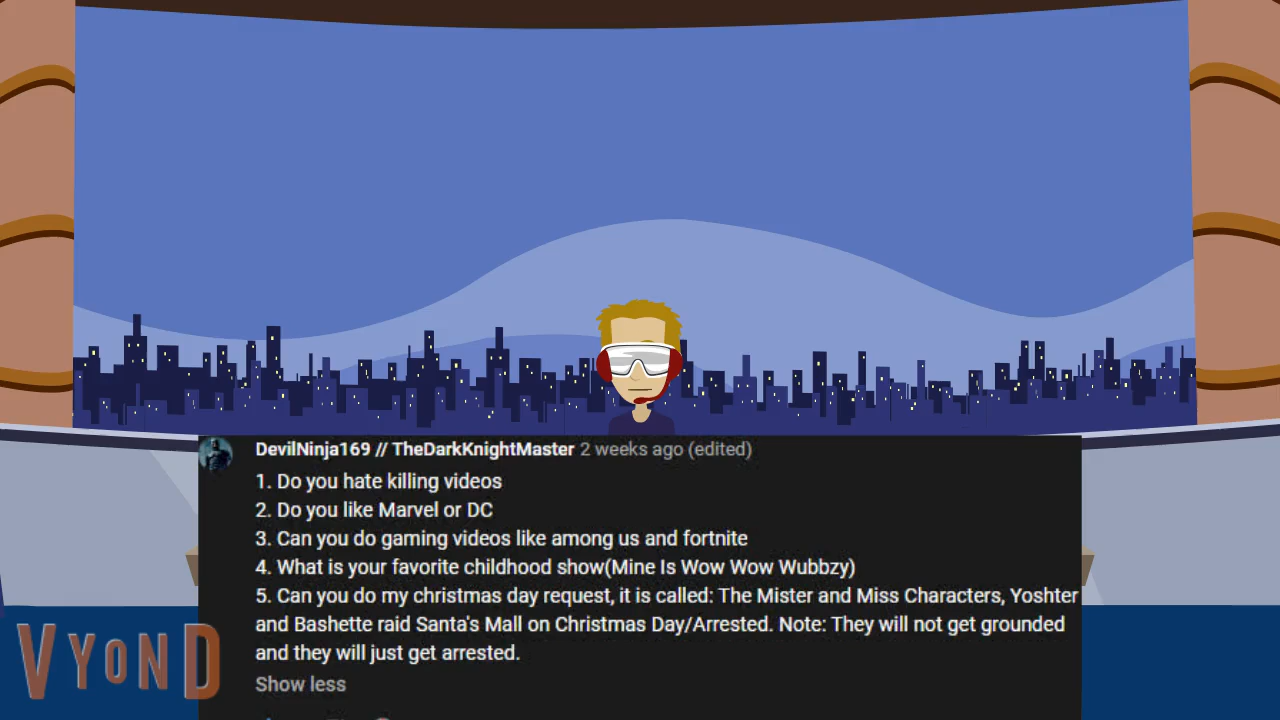 DevilNinja169 // TheDarkKnightMaster 2 weeks ago (edited)
1. Do you hate killing videos
2. Do you like Marvel or DC
3. Can you do gaming videos like among us and fortnite
4. What is your favorite childhood show(Mine Is Wow Wow Wubbzy)
5. Can you do my christmas day request, it is called: The Mister and Miss Characters, Yoshter
and Bashette raid Santa's Mall on Christmas Day/Arrested. Note: They will not get grounded
and they will just get arrested.
Show less
VYOND